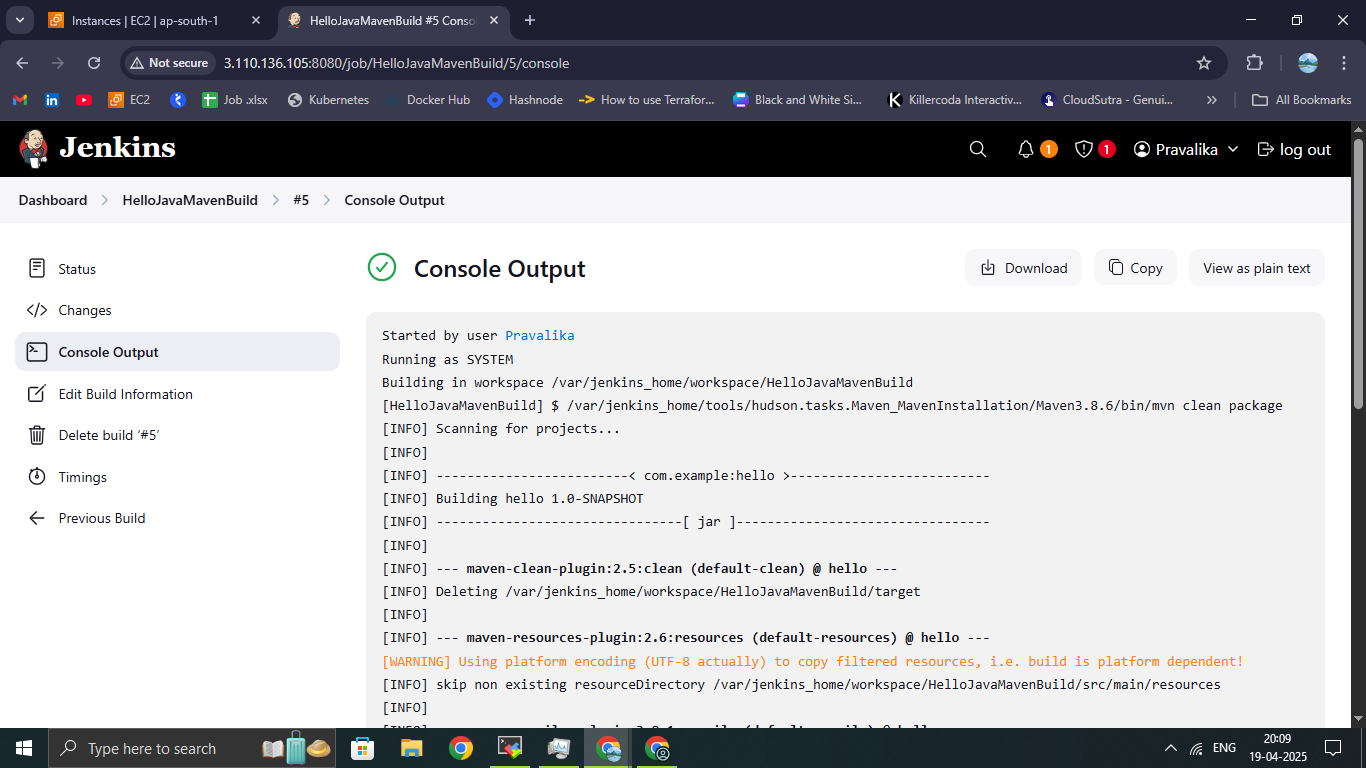 Instances | EC2 | ap-south-1
HelloJavaMavenBuild #5 Conso
Not secure
3.110.136.105:8080/job/HelloJavaMavenBuild/5/console
EC2
Job .xlsx
Kubernetes
Docker Hub
Hashnode
How to use Terrafor...
Black and White Si...
Killercoda Interactiv...
CloudSutra - Genui...
All Bookmarks
Jenkins
1
1
Pravalika
log out
Dashboard
HelloJavaMavenBuild
#5
Console Output
Status
Changes
Console Output
Edit Build Information
Delete build ‘#5’
Timings
Previous Build
Console Output
Download
Copy
View as plain text
Started by user Pravalika
Running as SYSTEM
Building in workspace /var/jenkins_home/workspace/HelloJavaMavenBuild
[HelloJavaMavenBuild] $ /var/jenkins_home/tools/hudson.tasks.Maven_MavenInstallation/Maven3.8.6/bin/mvn clean package
[INFO] Scanning for projects...
[INFO]
[INFO] -------------------------< com.example:hello >--------------------------
[INFO] Building hello 1.0-SNAPSHOT
[INFO] --------------------------------[ jar ]---------------------------------
[INFO]
[INFO] --- maven-clean-plugin:2.5:clean (default-clean) @ hello ---
[INFO] Deleting /var/jenkins_home/workspace/HelloJavaMavenBuild/target
[INFO]
[INFO] --- maven-resources-plugin:2.6:resources (default-resources) @ hello ---
[WARNING] Using platform encoding (UTF-8 actually) to copy filtered resources, i.e. build is platform dependent!
[INFO] skip non existing resourceDirectory /var/jenkins_home/workspace/HelloJavaMavenBuild/src/main/resources
[INFO]
Type here to search
ENG
20:09
19-04-2025